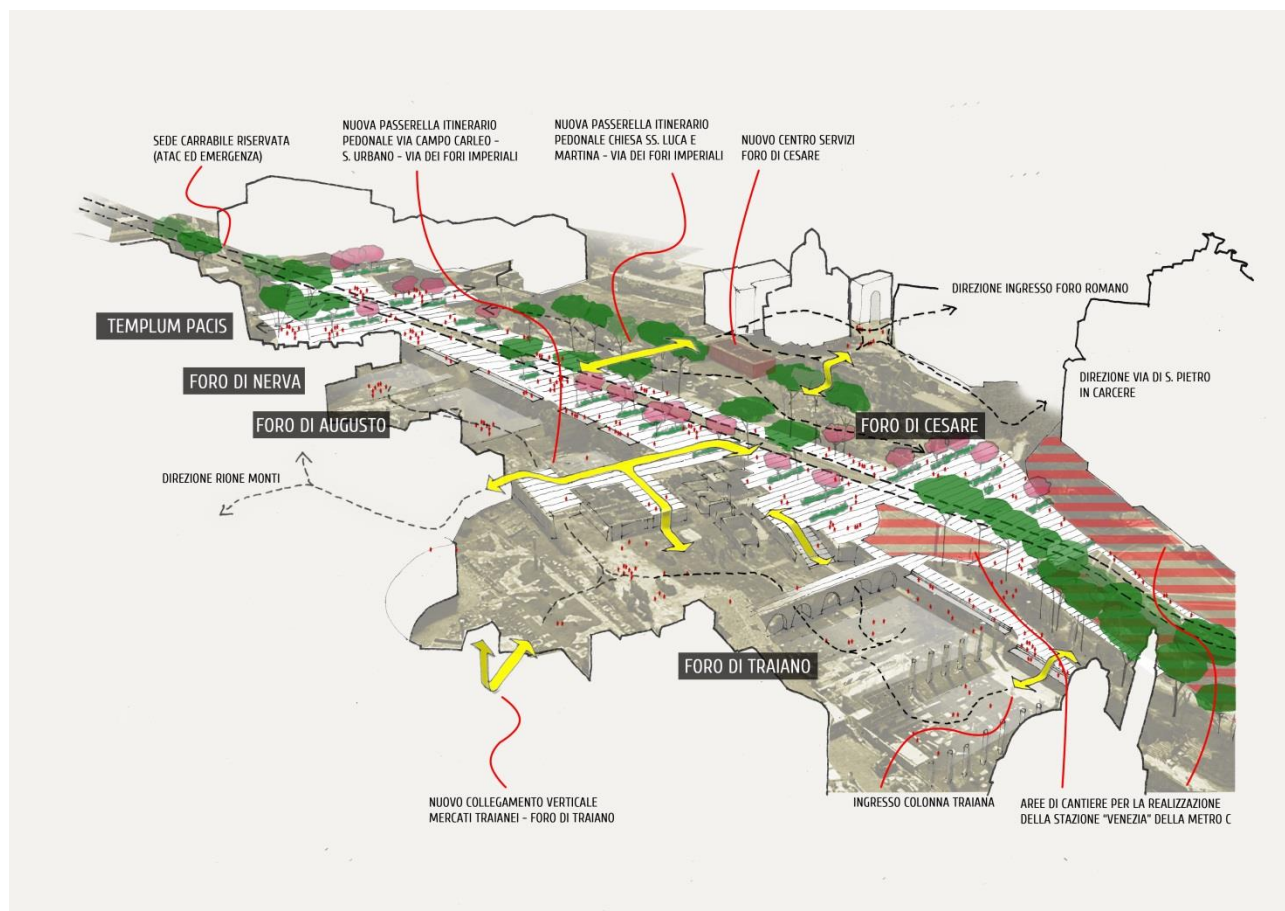 SEDE CARRABILE RISERVATA
(ATAC ED EMERGENZA)
NUOVA PASSERELLA ITINERARIO
PEDONALE VIA CAMPO CARLEO -
S. URBANO - VIA DEI FORI IMPERIALI
NUOVA PASSERELLA ITINERARIO
PEDONALE CHIESA SS. LUCA E
MARTINA - VIA DEI FORI IMPERIALI
NUOVO CENTRO SERVIZI
FORO DI CESARE
DIREZIONE INGRESSO FORO ROMANO
TEMPLUM PACIS
FORO DI NERVA
DIREZIONE VIA DI S. PIETRO
IN CARCERE
FORO DI AUGUSTO
FORO DI CESARE
DIREZIONE RIONE MONTI
FORO DI TRAIANO
NUOVO COLLEGAMENTO VERTICALE
MERCATI TRAIANEI - FORO DI TRAIANO
INGRESSO COLONNA TRAIANA
AREE DI CANTIERE PER LA REALIZZAZIONE
DELLA STAZIONE "VENEZIA" DELLA METRO C